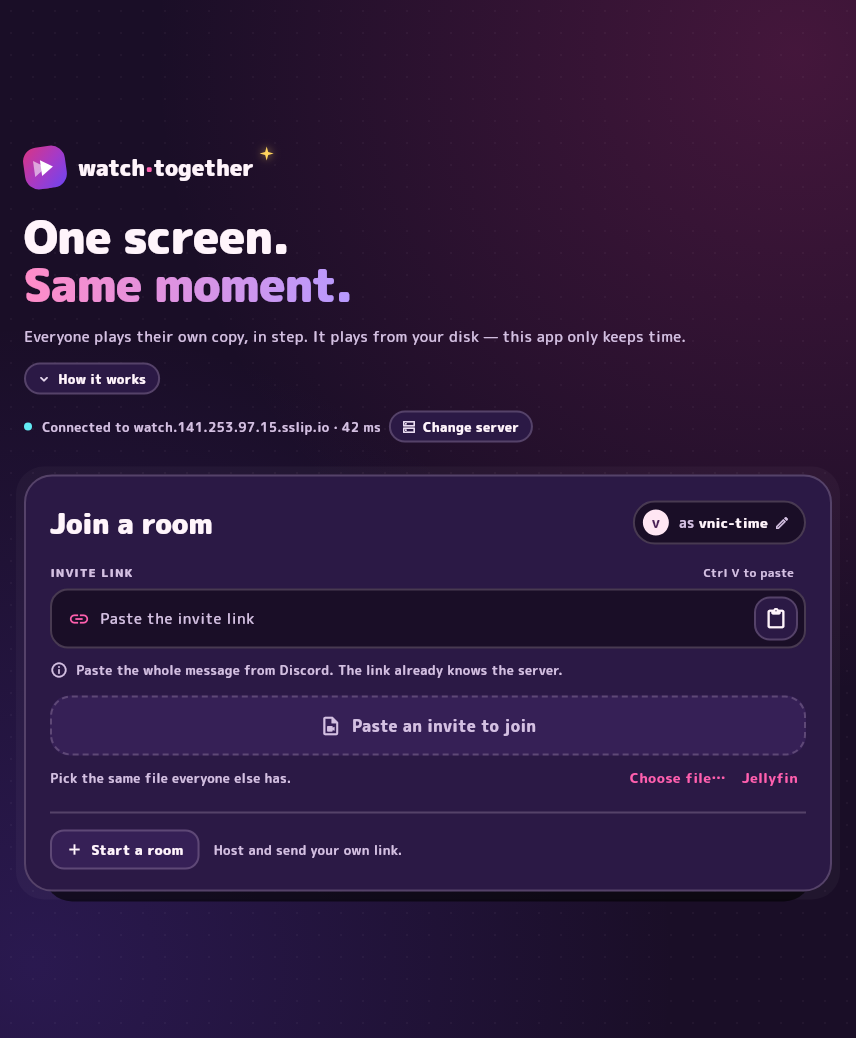 watch·together
One screen.
Same moment.
Everyone plays their own copy, in step. It plays from your disk — this app only keeps time.
How it works
Connected to watch.141.253.97.15.sslip.io · 42 ms Change server
Join a room
v as vnic-time
INVITE LINK
Ctrl V to paste
Paste the invite link
Paste the whole message from Discord. The link already knows the server.
Paste an invite to join
Pick the same file everyone else has.
Choose file··· Jellyfin
Start a room Host and send your own link.